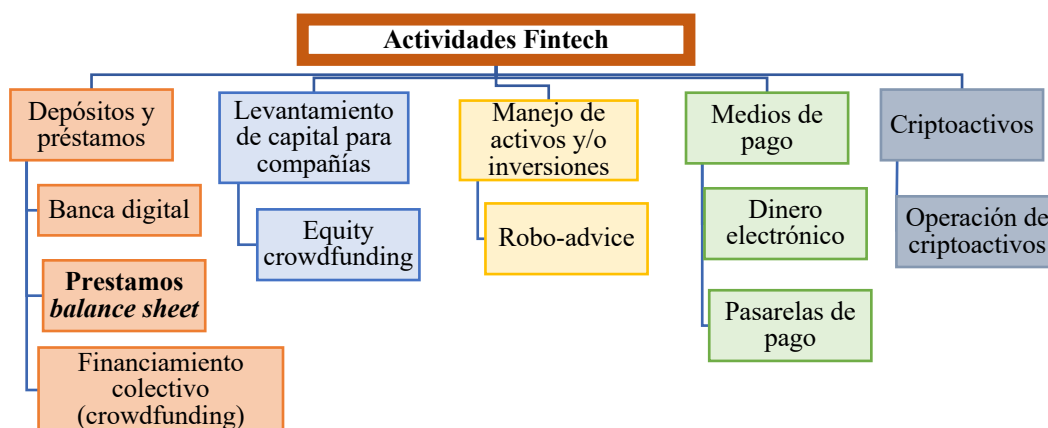 Actividades Fintech
Depósitos y
préstamos
Banca digital
Prestamos
balance sheet
Financiamiento
colectivo
(crowdfunding)
Levantamiento
de capital para
compañías
Equity
crowdfunding
Manejo de
activos y/o
inversiones
Robo-advice
Medios de
pago
Dinero
electrónico
Pasarelas de
pago
Criptoactivos
Operación de
criptoactivos